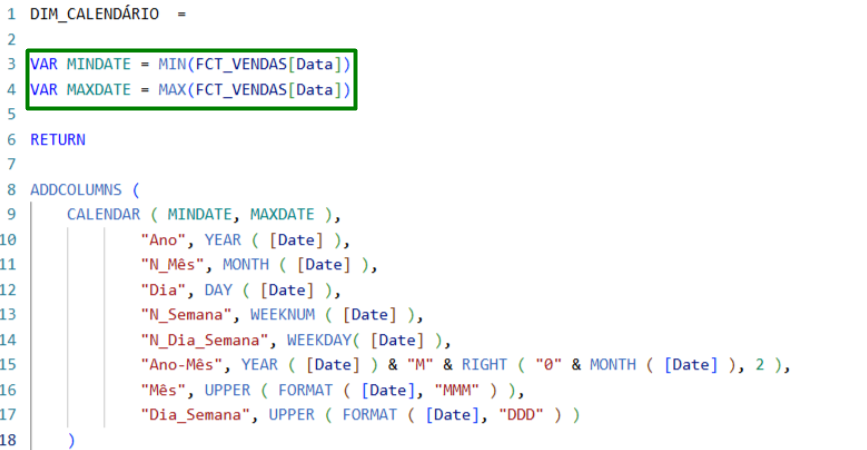 1 DIM_CALENDÁRIO =
2
3 VAR MINDATE = MIN(FCT_VENDAS[Data])
4 VAR MAXDATE = MAX(FCT_VENDAS[Data])
5
6 RETURN
7
8 ADDCOLUMNS (
9 CALENDAR ( MINDATE, MAXDATE ),
10 "Ano", YEAR ( [Date] ),
11 "N_Mês", MONTH ( [Date] ),
12 "Dia", DAY ( [Date] ),
13 "N_Semana", WEEKNUM ( [Date] ),
14 "N_Dia_Semana", WEEKDAY( [Date] ),
15 "Ano-Mês", YEAR ( [Date] ) & "M" & RIGHT ( "0" & MONTH ( [Date] ), 2 ),
16 "Mês", UPPER ( FORMAT ( [Date], "MMM" ) ),
17 "Dia_Semana", UPPER ( FORMAT ( [Date], "DDD" ) )
18 )